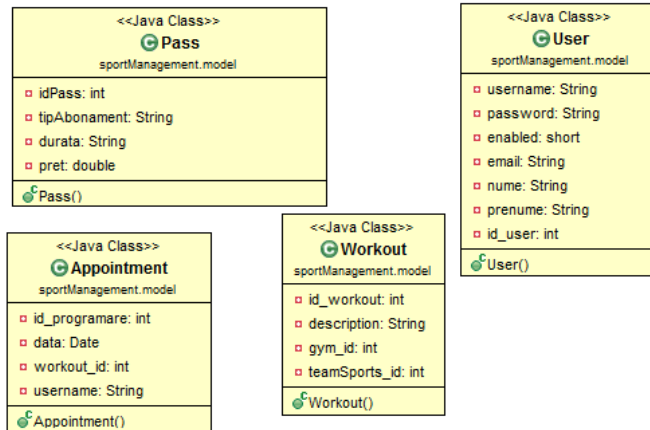 <<Java Class>>
Pass
sportManagement.model
idPass: int
tipAbonament: String
durata: String
pret: double
Pass()
<<Java Class>>
User
sportManagement.model
username: String
password: String
enabled: short
email: String
nume: String
prenume: String
id_user: int
User()
<<Java Class>>
Appointment
sportManagement.model
id_programare: int
data: Date
workout_id: int
username: String
Appointment()
<<Java Class>>
Workout
sportManagement.model
id_workout: int
description: String
gym_id: int
teamSports_id: int
Workout()